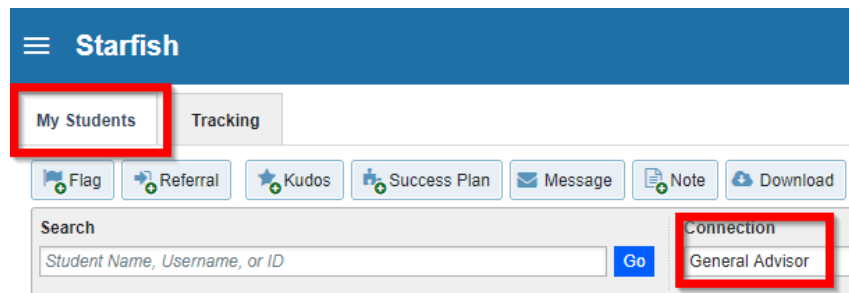 Starfish
My Students Tracking
Flag Referral Kudos Success Plan Message Note Download
Search Connection
Student Name, Username, or ID Go General Advisor